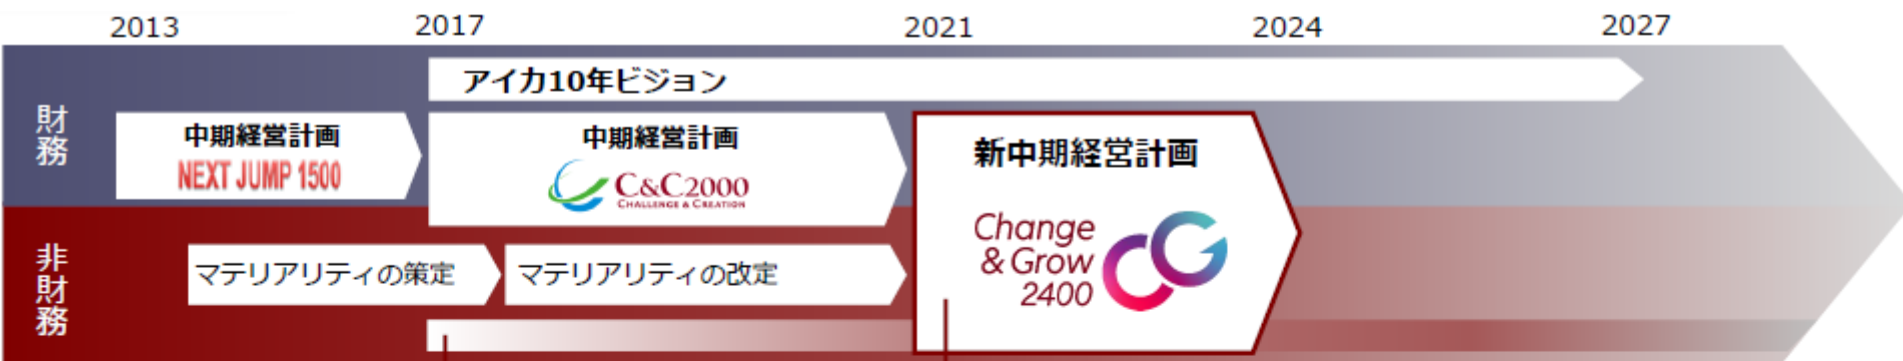 2013
2017
2021
2024
2027
アイカ10年ビジョン
財務
中期経営計画
NEXT JUMP 1500
中期経営計画
C&C2000
CHALLENGE & CREATION
新中期経営計画
Change
& Grow
2400
CG
非財務
マテリアリティの策定
マテリアリティの改定